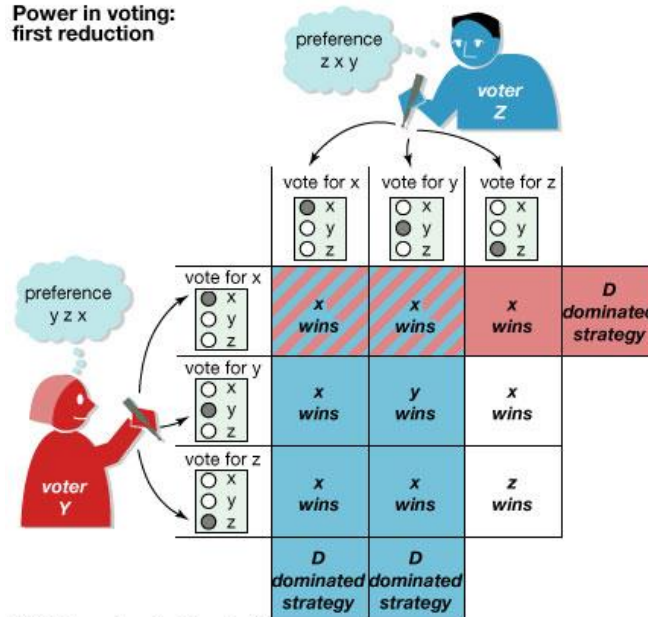 Power in voting:
first reduction
preference
z x y
voter
Z
vote for x
vote for y
vote for z
x
y
z
x
y
z
x
y
z
preference
y z x
voter
Y
vote for x
x
y
z
x
wins
x
wins
x
wins
D
dominated
strategy
vote for y
x
y
z
x
wins
y
wins
x
wins
vote for z
x
y
z
x
wins
x
wins
z
wins
D
dominated
strategy
D
dominated
strategy